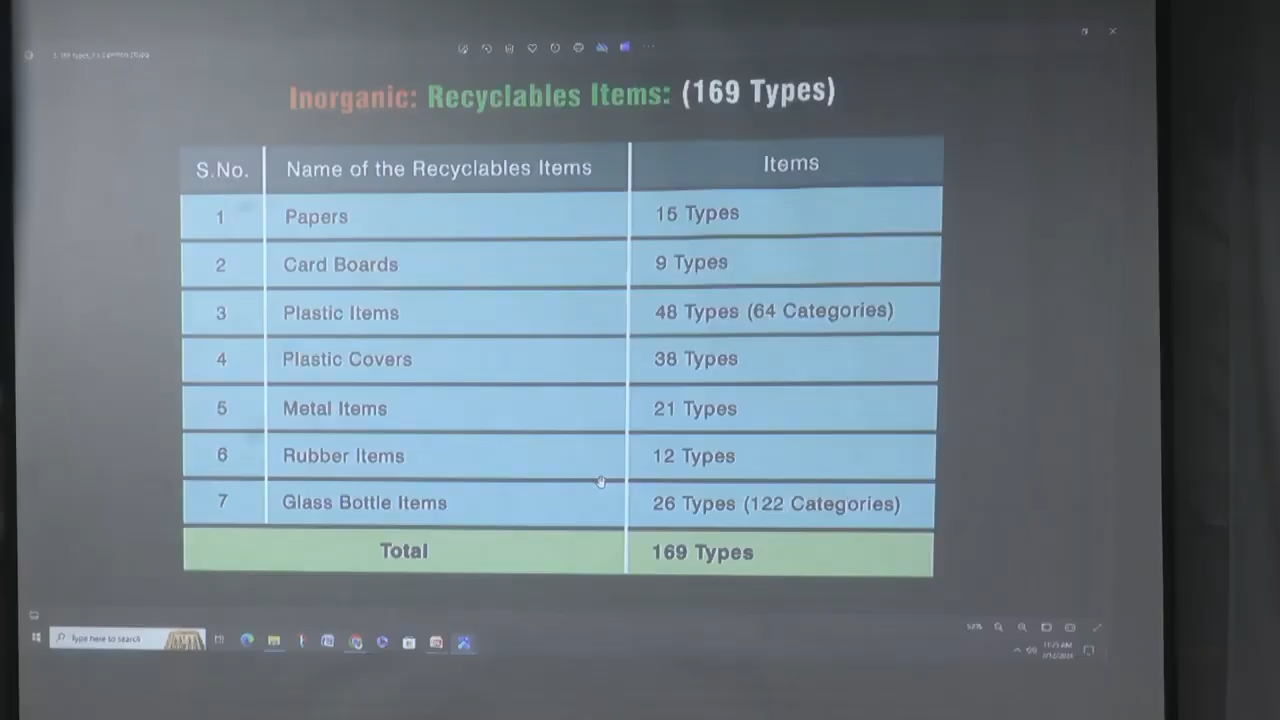 Inorganic: Recyclables Items: (169 Types)
S.No. Name of the Recyclables Items Items
1 Papers 15 Types
2 Card Boards 9 Types
3 Plastic Items 48 Types (64 Categories)
4 Plastic Covers 38 Types
5 Metal Items 21 Types
6 Rubber Items 12 Types
7 Glass Bottle Items 26 Types (122 Categories)
Total 169 Types
Type here to search